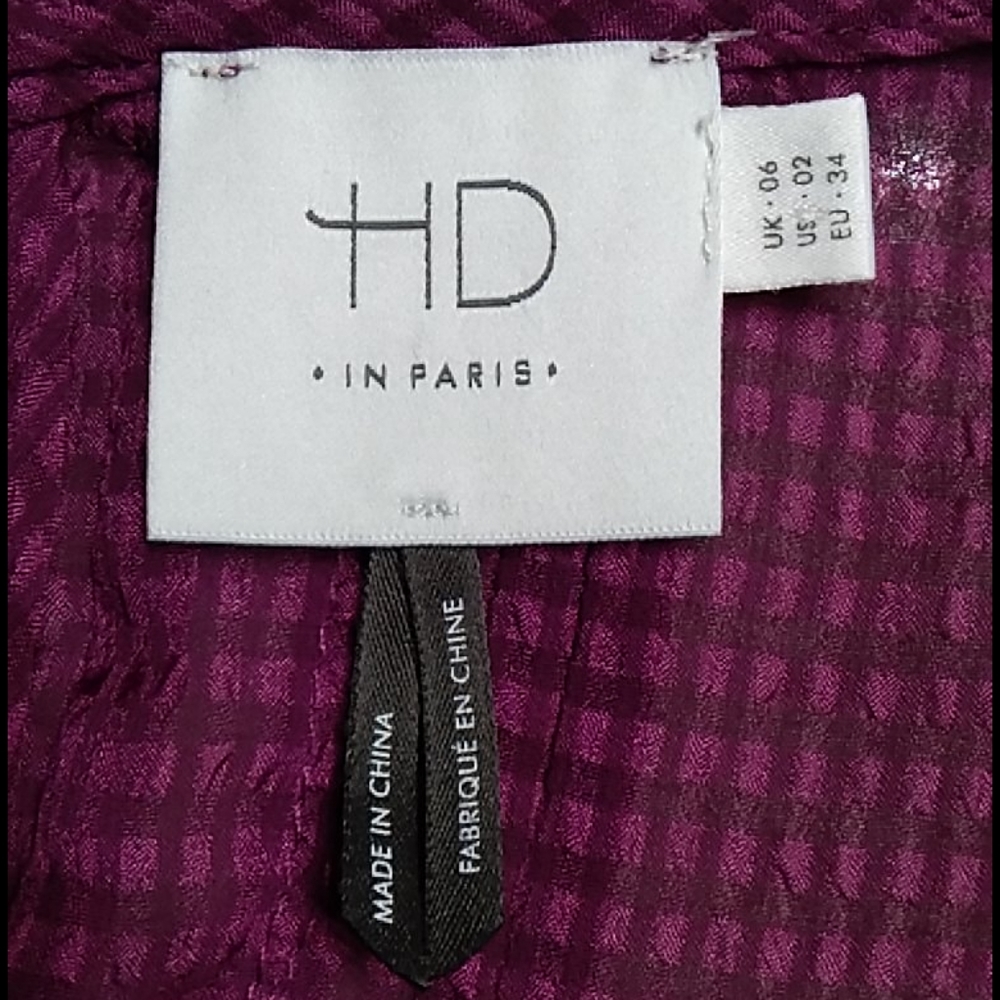 HD
• IN PARIS •
UK · 06
US · 02
EU · 34
MADE IN CHINA
FABRIQUÉ EN CHINE